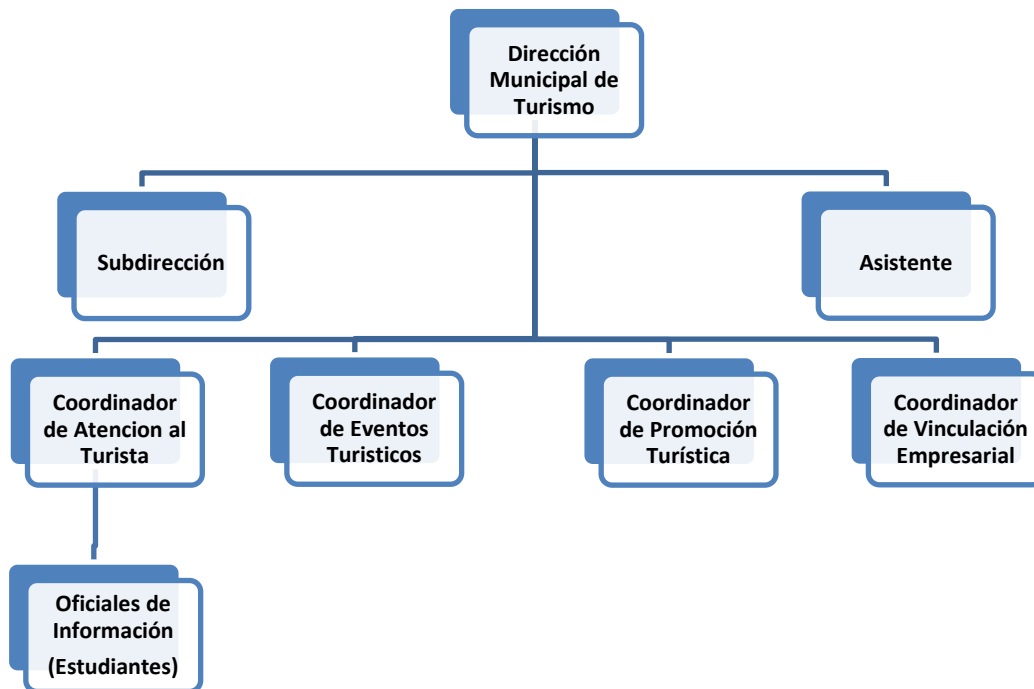 Dirección
Municipal de
Turismo
Subdirección
Asistente
Coordinador
de Atencion al
Turista
Coordinador
de Eventos
Turisticos
Coordinador
de Promoción
Turística
Coordinador
de Vinculación
Empresarial
Oficiales de
Información
(Estudiantes)